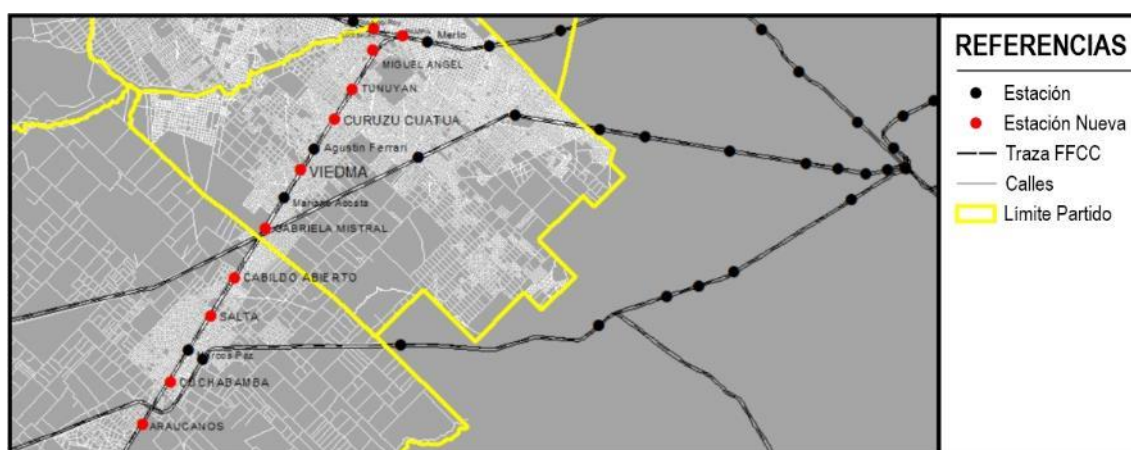 Merlo
MIGUEL ANGEL
TUNUYAN
CURUZU CUATUA
Agustin Ferrari
VIEDMA
Mariano Acosta
GABRIELA MISTRAL
CABILDO ABIERTO
SALTA
Marcos Paz
COCHABAMBA
ARAUCANOS
REFERENCIAS
Estación
Estación Nueva
Traza FFCC
Calles
Límite Partido